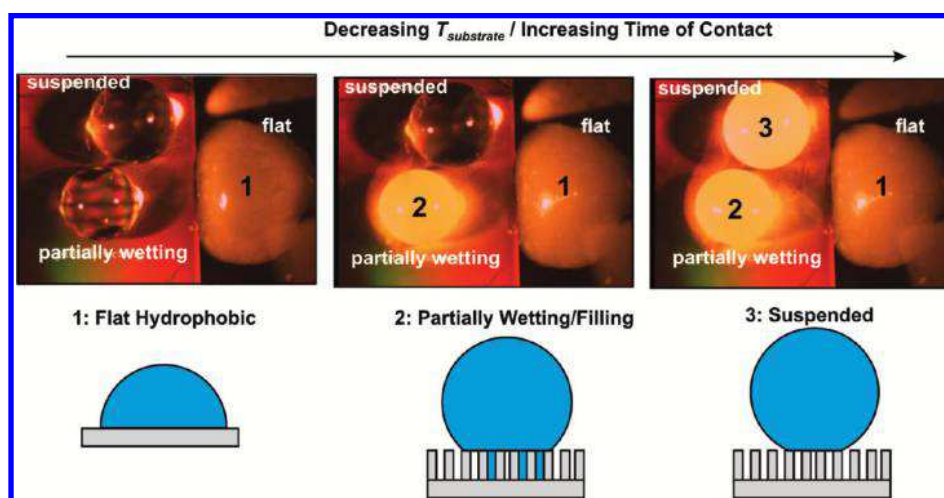 Decreasing Tsubstrate / Increasing Time of Contact
suspended
flat
1
partially wetting
suspended
flat
2
1
partially wetting
suspended
3
flat
2
1
partially wetting
1: Flat Hydrophobic
2: Partially Wetting/Filling
3: Suspended